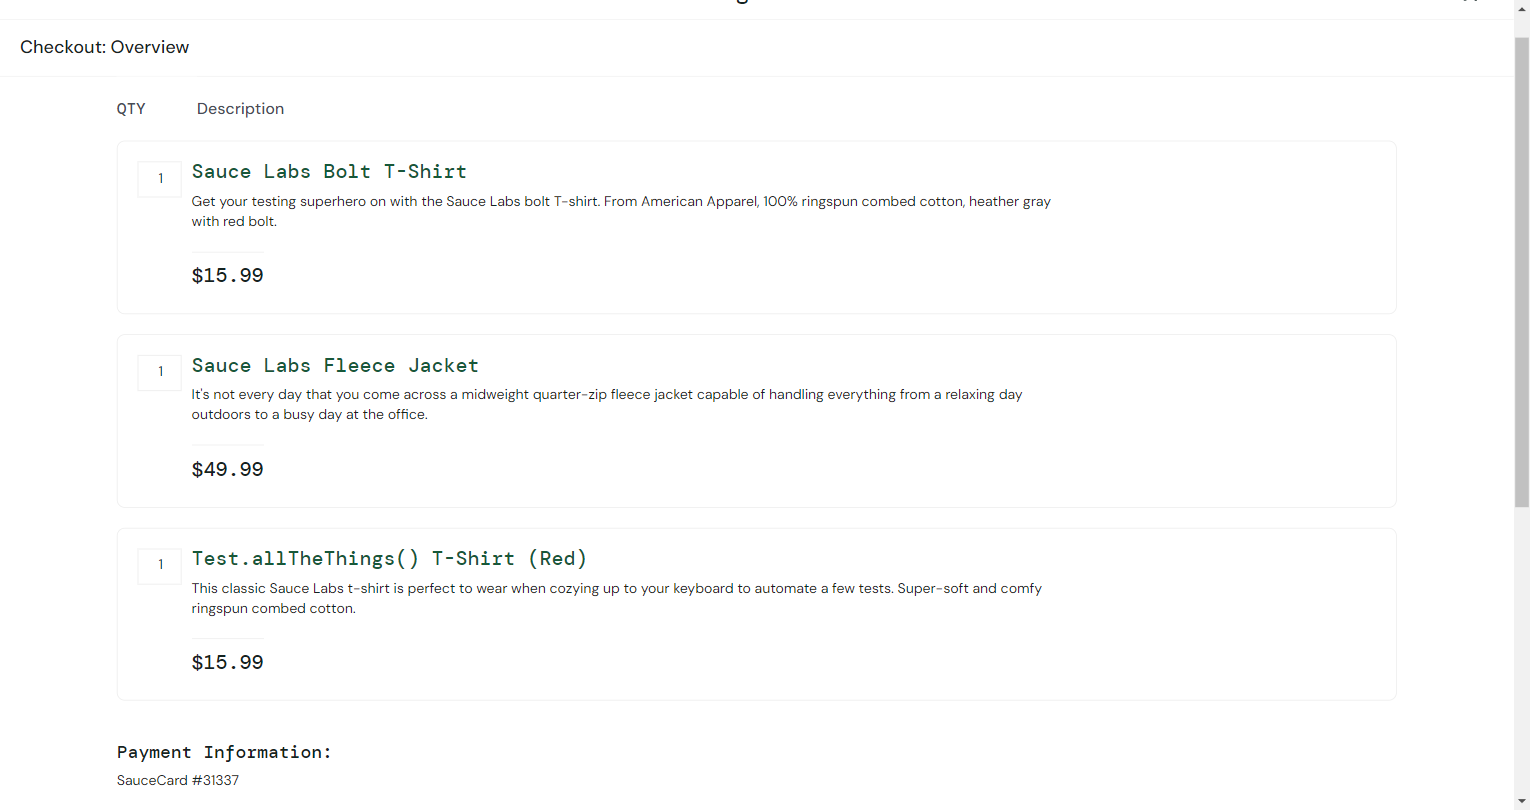 Checkout: Overview
QTY Description
1 Sauce Labs Bolt T-Shirt
Get your testing superhero on with the Sauce Labs bolt T-shirt. From American Apparel, 100% ringspun combed cotton, heather gray
with red bolt.
$15.99
1 Sauce Labs Fleece Jacket
It's not every day that you come across a midweight quarter-zip fleece jacket capable of handling everything from a relaxing day
outdoors to a busy day at the office.
$49.99
1 Test.allTheThings() T-Shirt (Red)
This classic Sauce Labs t-shirt is perfect to wear when cozying up to your keyboard to automate a few tests. Super-soft and comfy
ringspun combed cotton.
$15.99
Payment Information:
SauceCard #31337